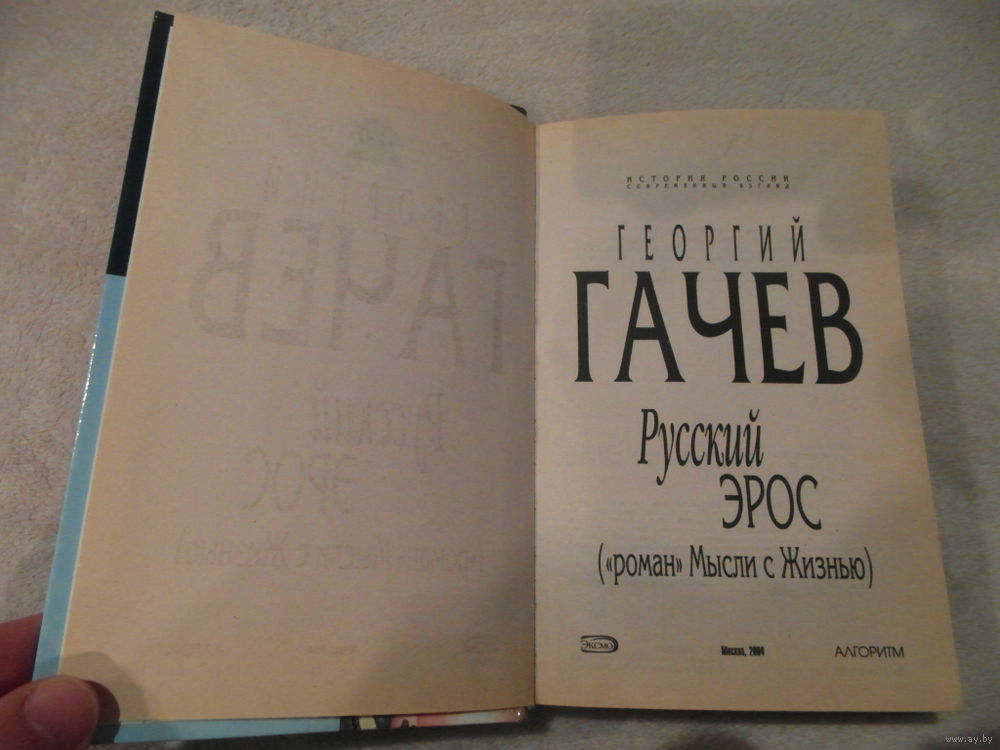 ИСТОРИЯ РОССИИ
СОВРЕМЕННЫЙ ВЗГЛЯД
ГЕОРГИЙ
ГАЧЕВ
Русский
ЭРОС
(«роман» Мысли с Жизнью)
ЭКСМО
Москва, 2004
АЛГОРИТМ
www.ay.by